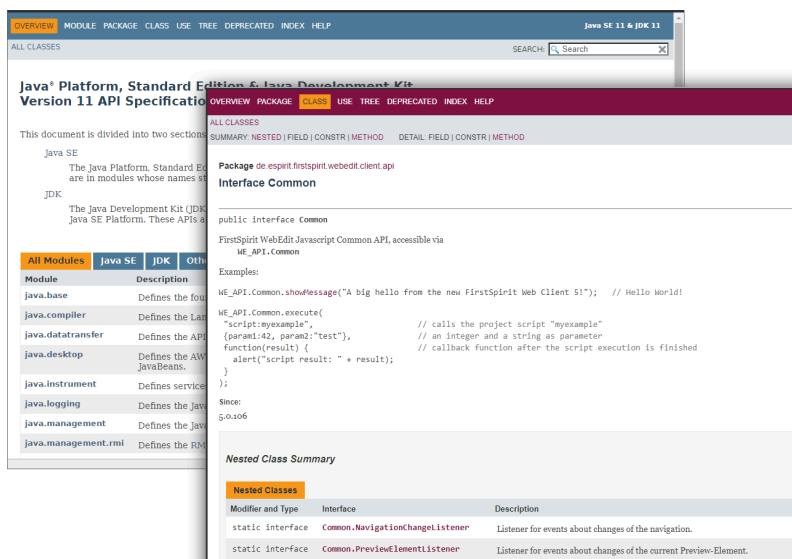 OVERVIEW MODULE PACKAGE CLASS USE TREE DEPRECATED INDEX HELP Java SE 11 & JDK 11
ALL CLASSES SEARCH: Search
Java® Platform, Standard Edition & Java Development Kit
Version 11 API Specificatio
This document is divided into two sections
Java SE
The Java Platform, Standard Ed
are in modules whose names st
JDK
The Java Development Kit (JDK
Java SE Platform. These APIs a
All Modules Java SE JDK Oth
Module Description
java.base Defines the fou
java.compiler Defines the Lan
java.datatransfer Defines the API
java.desktop Defines the AW
JavaBeans.
java.instrument Defines service
java.logging Defines the Java
java.management Defines the Java
java.management.rmi Defines the RM
OVERVIEW PACKAGE CLASS USE TREE DEPRECATED INDEX HELP
ALL CLASSES
SUMMARY: NESTED | FIELD | CONSTR | METHOD DETAIL: FIELD | CONSTR | METHOD
Package de.espirit.firstspirit.webedit.client.api
Interface Common
public interface Common
FirstSpirit WebEdit Javascript Common API, accessible via
WE_API.Common
Examples:
WE_API.Common.showMessage("A big hello from the new FirstSpirit Web Client 5!"); // Hello World!
WE_API.Common.execute(
"script:myexample", // calls the project script "myexample"
{param1:42, param2:"test"}, // an integer and a string as parameter
function(result) { // callback function after the script execution is finished
alert("script result: " + result);
}
);
Since:
5.0.106
Nested Class Summary
Nested Classes
Modifier and Type Interface Description
static interface Common.NavigationChangeListener Listener for events about changes of the navigation.
static interface Common.PreviewElementListener Listener for events about changes of the current Preview-Element.